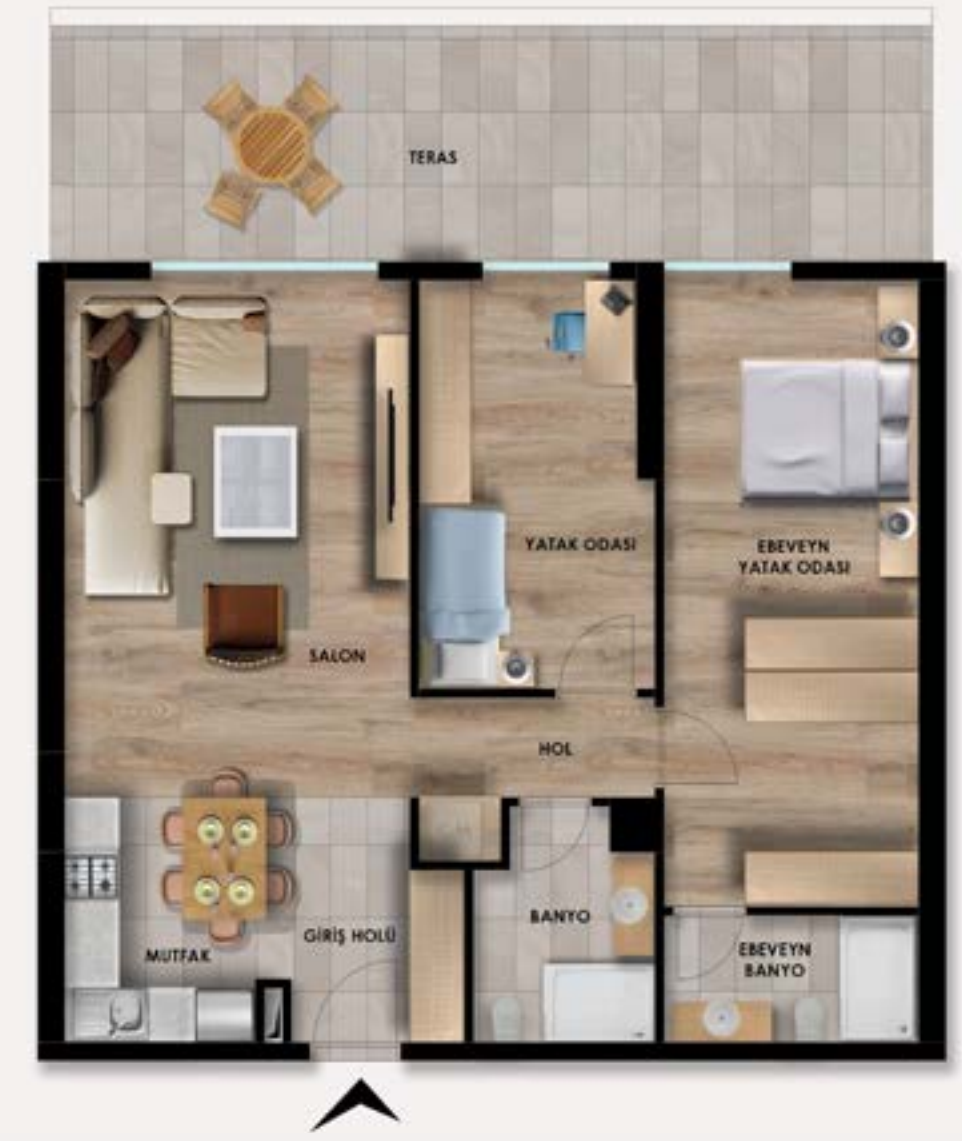 TERAS
YATAK ODASI
EBEVEYN
YATAK ODASI
SALON
HOL
BANYO
GİRİŞ HOLÜ
MUTFAK
EBEVEYN
BANYO